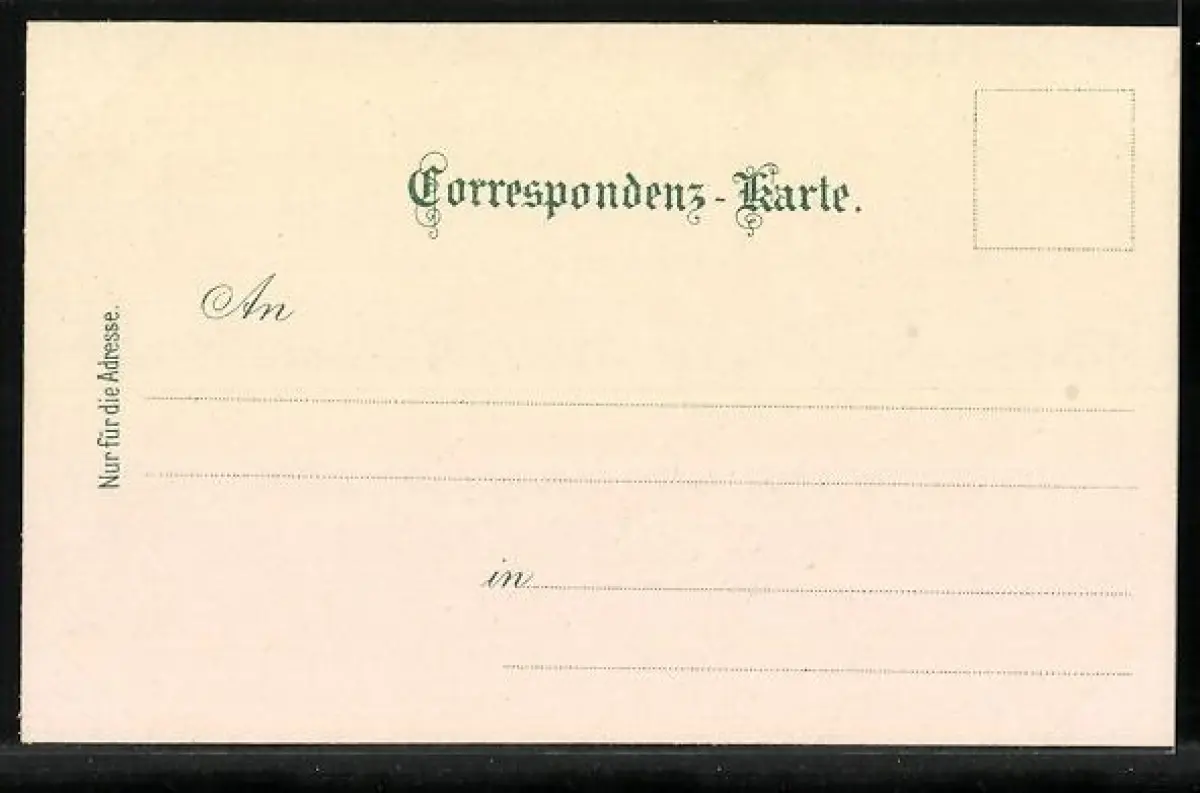 Correspondenz-Karte.
An
Nur für die Adresse.
in